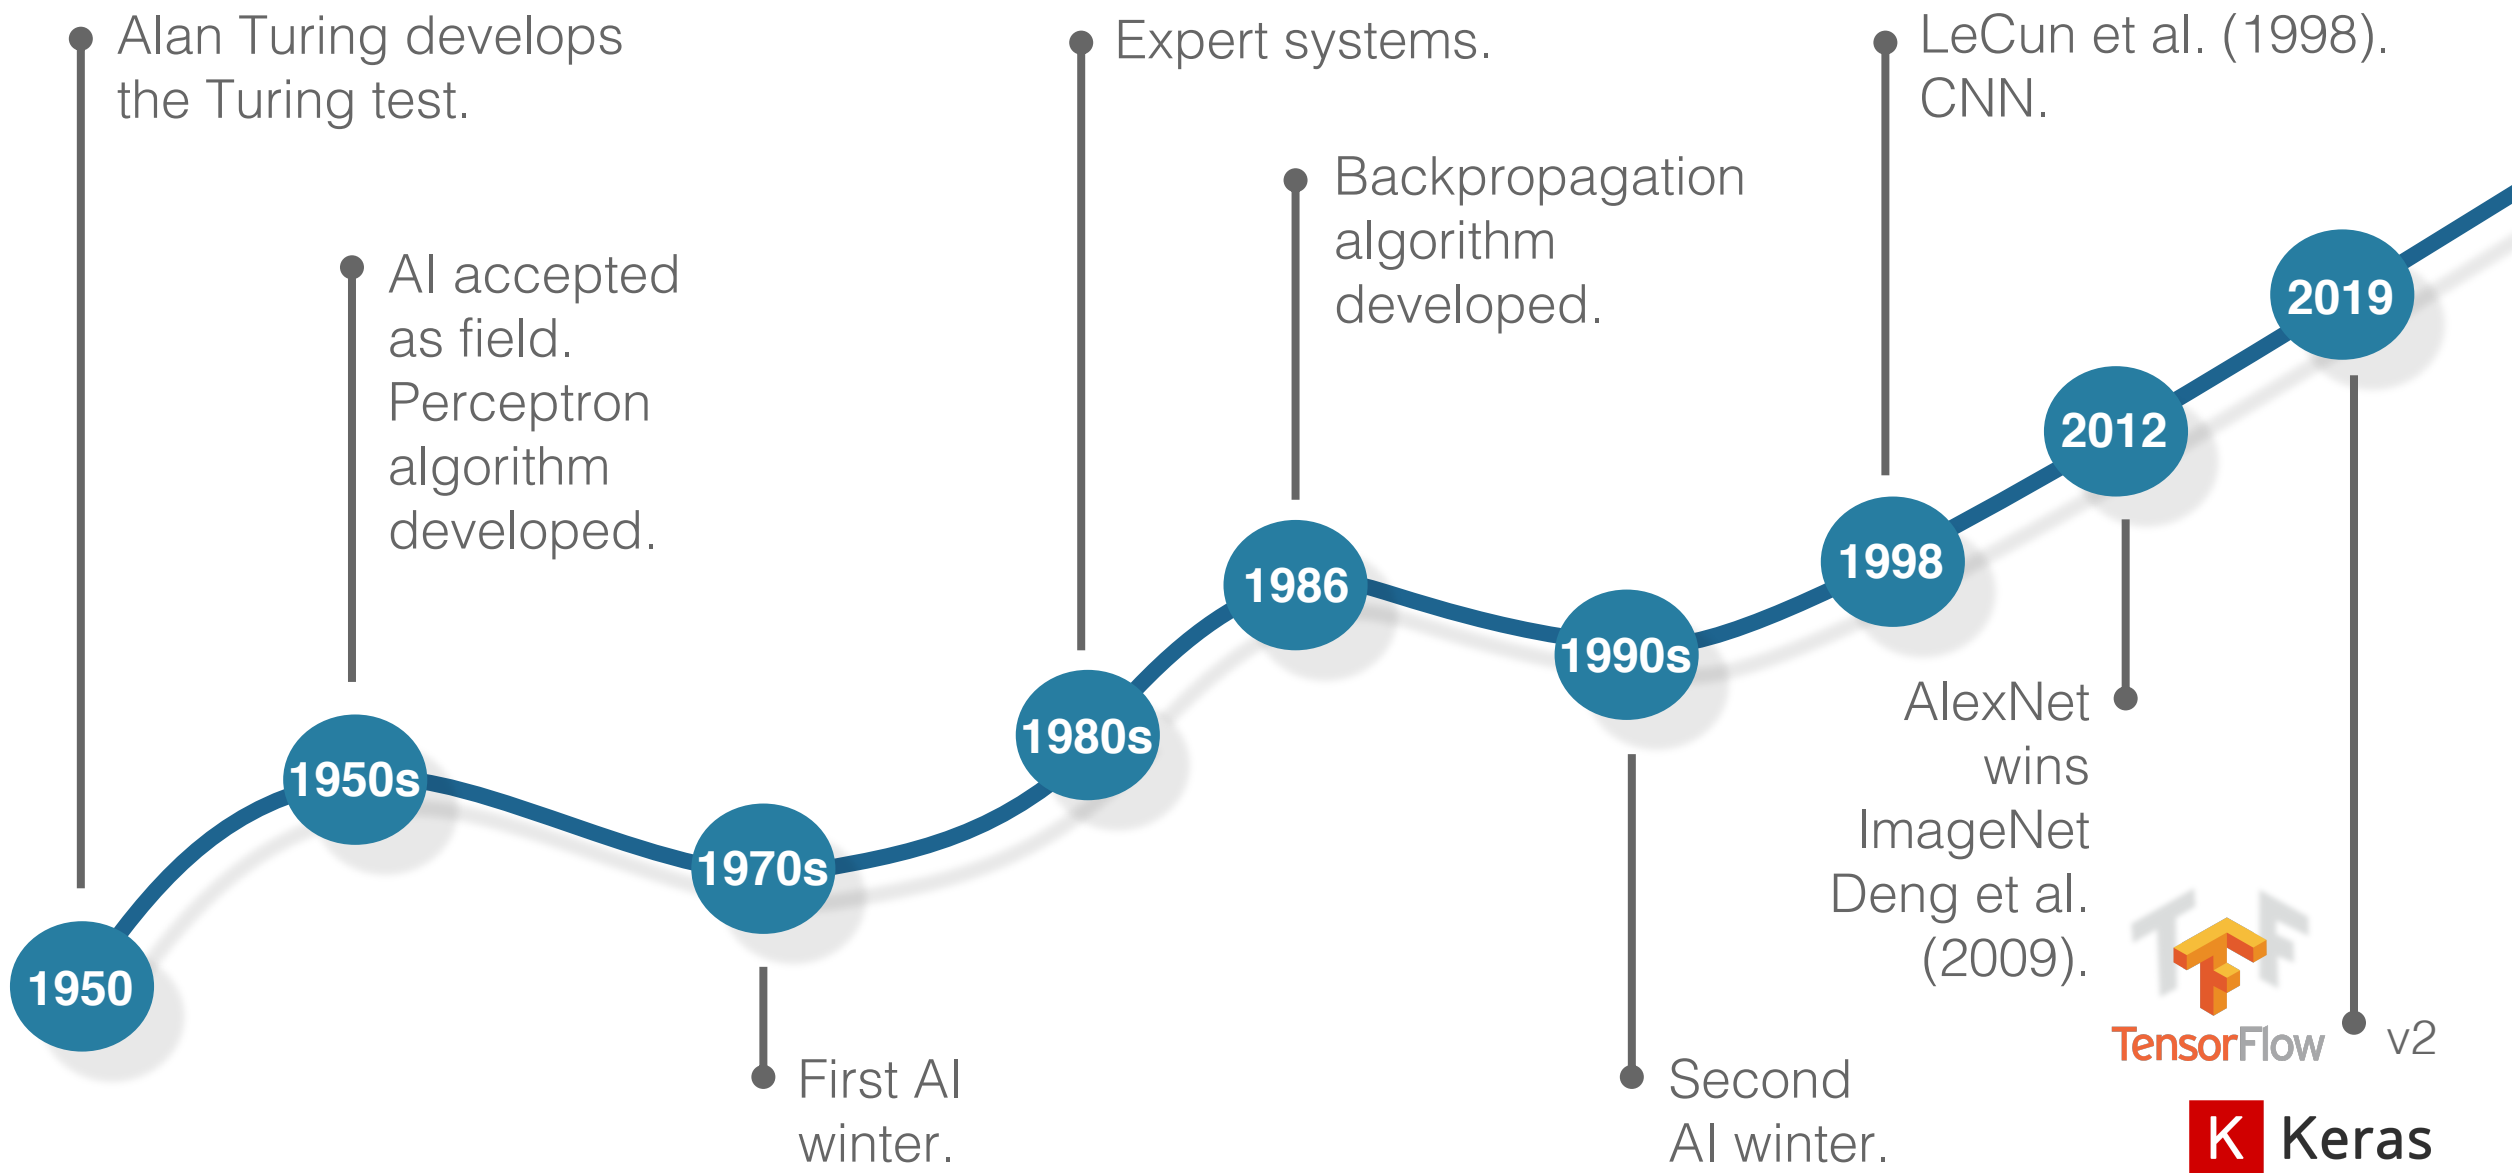 Alan Turing develops
the Turing test.
Expert systems.
LeCun et al. (1998).
CNN.
Backpropagation
algorithm
developed.
AI accepted
as field.
Perceptron
algorithm
developed.
2019
2012
1998
1986
1990s
1980s
1950s
1970s
1950
AlexNet
wins
ImageNet
Deng et al.
(2009).
TF
TensorFlow
v2
First AI
winter.
Second
AI winter.
K Keras